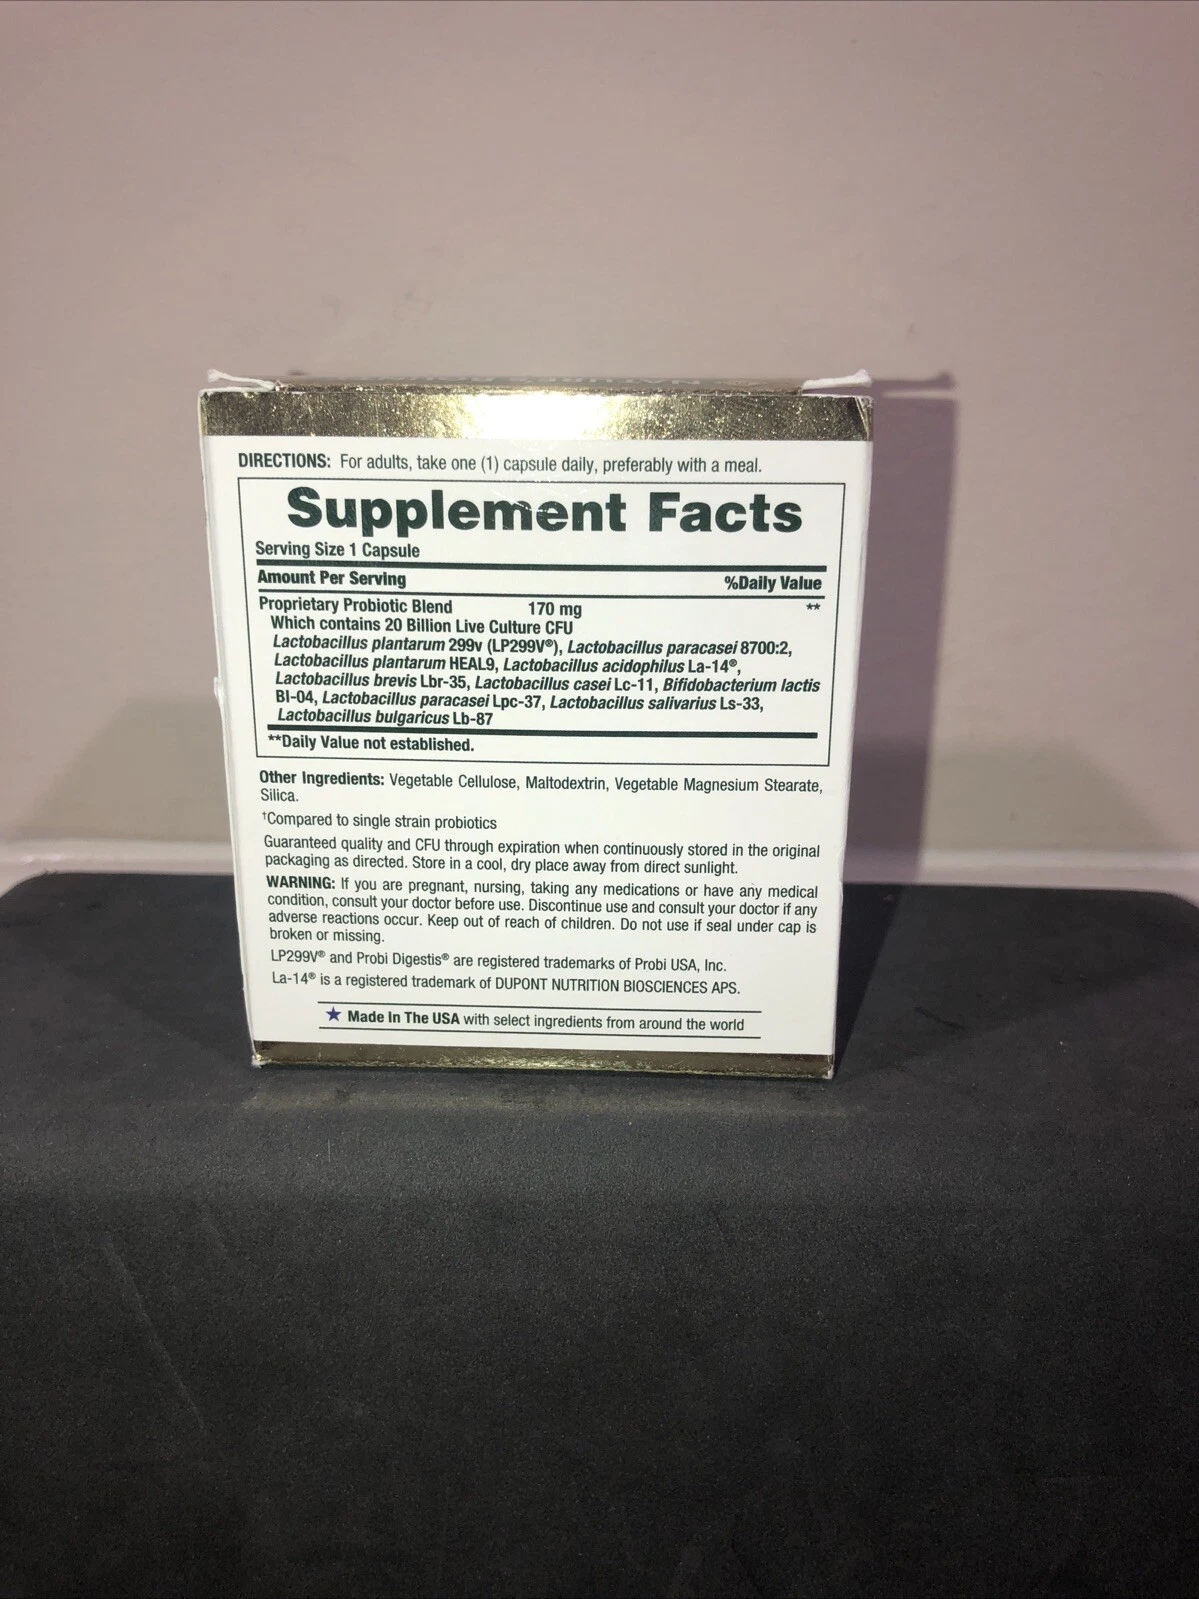 DIRECTIONS: For adults, take one (1) capsule daily, preferably with a meal.
Supplement Facts
Serving Size 1 Capsule
Amount Per Serving %Daily Value
Proprietary Probiotic Blend 170 mg **
Which contains 20 Billion Live Culture CFU
Lactobacillus plantarum 299v (LP299V®), Lactobacillus paracasei 8700:2,
Lactobacillus plantarum HEAL9, Lactobacillus acidophilus La-14®,
Lactobacillus brevis Lbr-35, Lactobacillus casei Lc-11, Bifidobacterium lactis
BI-04, Lactobacillus paracasei Lpc-37, Lactobacillus salivarius Ls-33,
Lactobacillus bulgaricus Lb-87
**Daily Value not established.
Other Ingredients: Vegetable Cellulose, Maltodextrin, Vegetable Magnesium Stearate,
Silica.
†Compared to single strain probiotics
Guaranteed quality and CFU through expiration when continuously stored in the original
packaging as directed. Store in a cool, dry place away from direct sunlight.
WARNING: If you are pregnant, nursing, taking any medications or have any medical
condition, consult your doctor before use. Discontinue use and consult your doctor if any
adverse reactions occur. Keep out of reach of children. Do not use if seal under cap is
broken or missing.
LP299V® and Probi Digestis® are registered trademarks of Probi USA, Inc.
La-14® is a registered trademark of DUPONT NUTRITION BIOSCIENCES APS.
★ Made In The USA with select ingredients from around the world